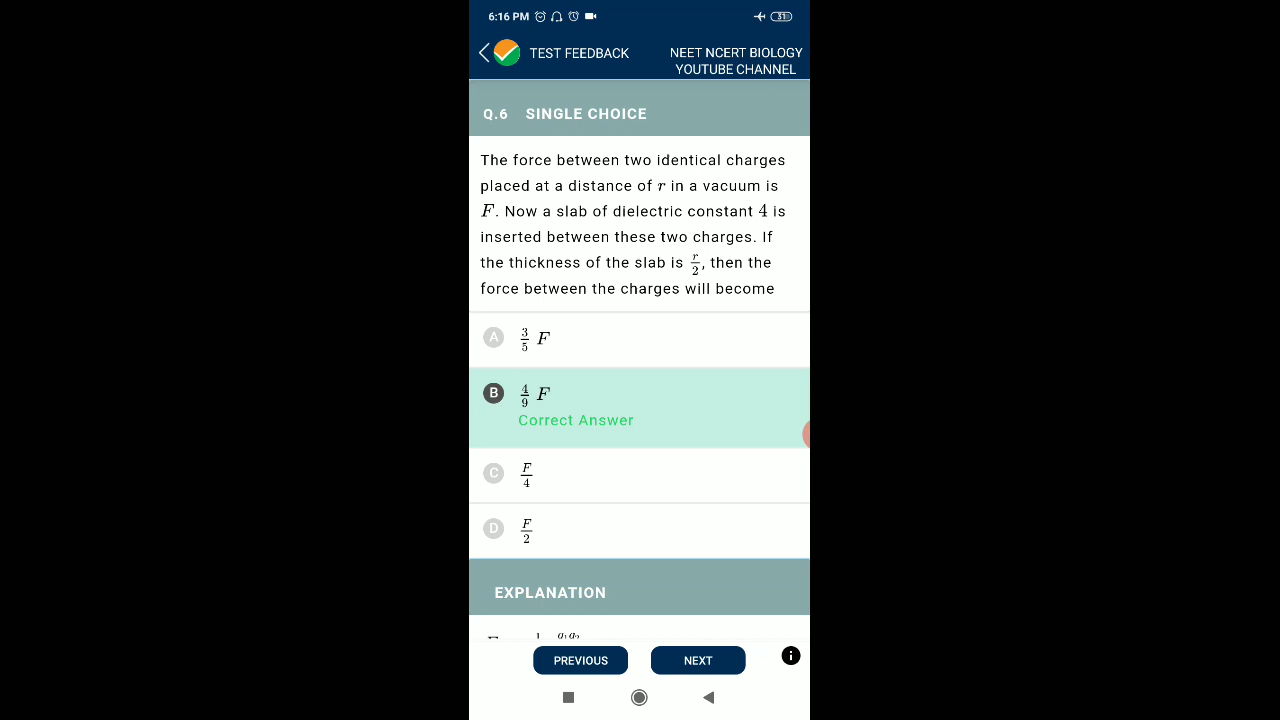 6:16 PM 31
TEST FEEDBACK
NEET NCERT BIOLOGY
YOUTUBE CHANNEL
Q.6 SINGLE CHOICE
The force between two identical charges
placed at a distance of r in a vacuum is
F. Now a slab of dielectric constant 4 is
inserted between these two charges. If
the thickness of the slab is r/2, then the
force between the charges will become
A 3/5 F
B 4/9 F
Correct Answer
C F/4
D F/2
EXPLANATION
PREVIOUS NEXT